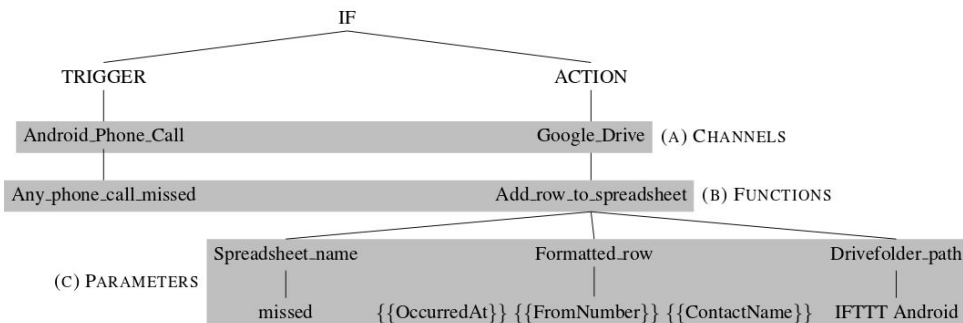 IF
TRIGGER ACTION
Android_Phone_Call Google_Drive (A) CHANNELS
Any_phone_call_missed Add_row_to_spreadsheet (B) FUNCTIONS
Spreadsheet_name Formatted_row Drivefolder_path
(C) PARAMETERS
missed {{OccurredAt}} {{FromNumber}} {{ContactName}} IFTTT Android